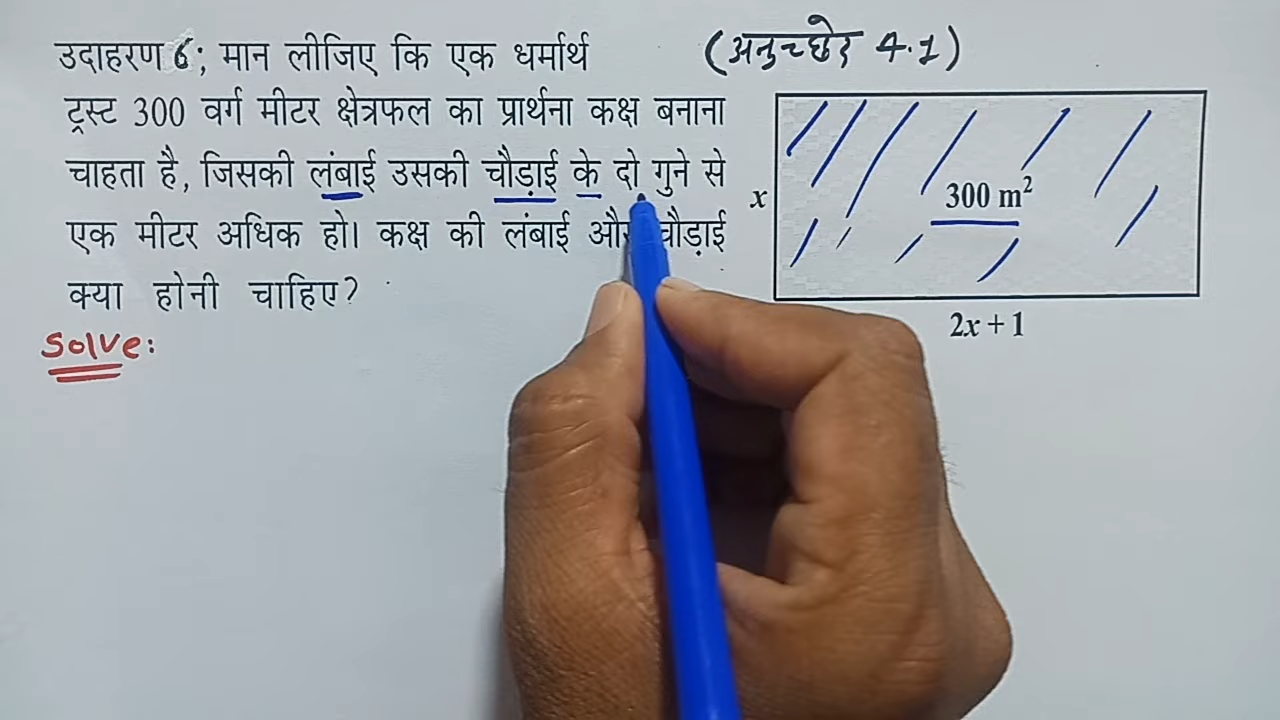 उदाहरण 6; मान लीजिए कि एक धर्मार्थ
(अनुच्छेद 4.1)
ट्रस्ट 300 वर्ग मीटर क्षेत्रफल का प्रार्थना कक्ष बनाना
चाहता है, जिसकी लंबाई उसकी चौड़ाई के दो गुने से
एक मीटर अधिक हो। कक्ष की लंबाई और चौड़ाई
क्या होनी चाहिए?
x
300 m²
2x + 1
Solve: